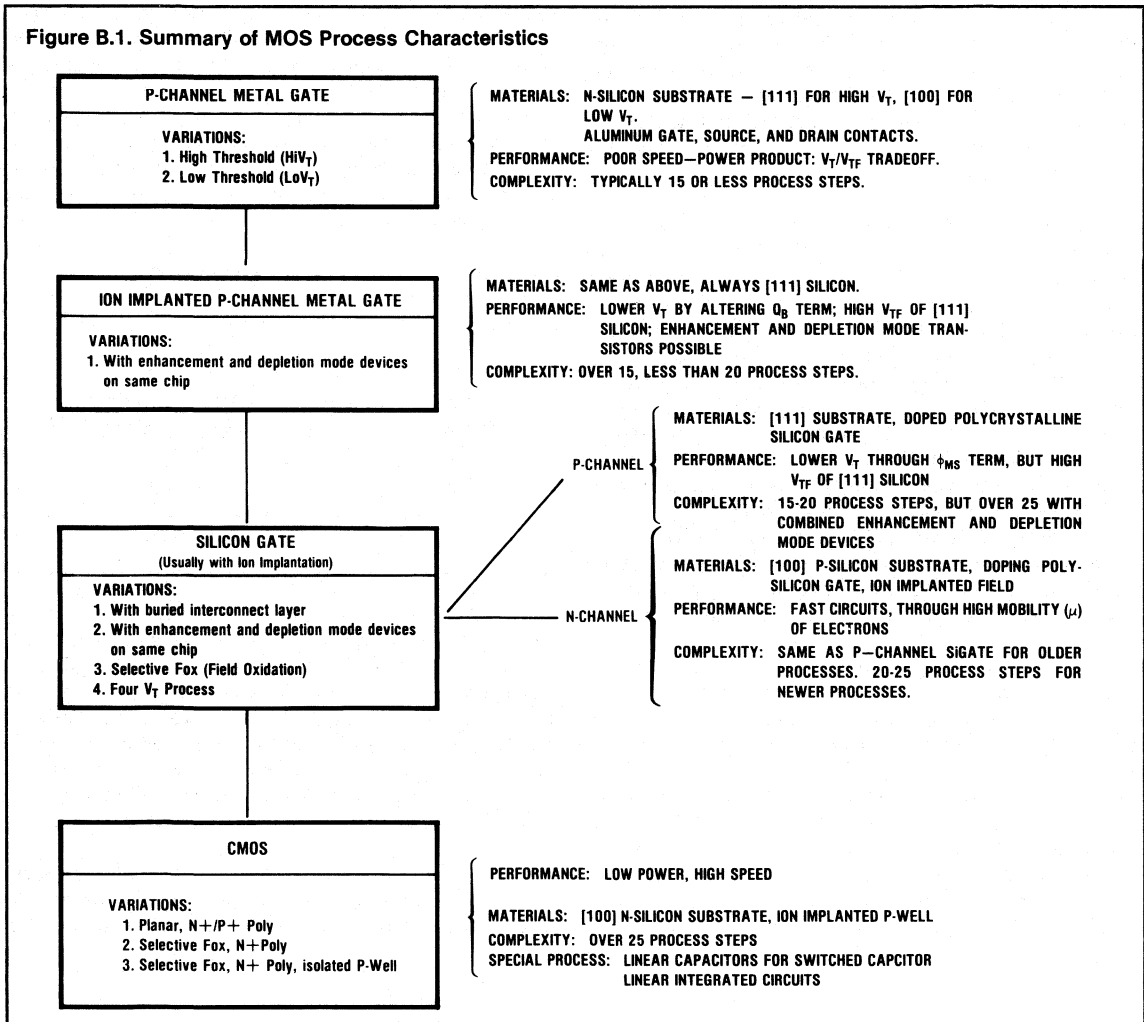 Figure B.1. Summary of MOS Process Characteristics
P-CHANNEL METAL GATE
VARIATIONS:
1. High Threshold (HiVT)
2. Low Threshold (LoVT)
MATERIALS: N-SILICON SUBSTRATE — [111] FOR HIGH VT, [100] FOR
LOW VT.
ALUMINUM GATE, SOURCE, AND DRAIN CONTACTS.
PERFORMANCE: POOR SPEED—POWER PRODUCT: VT/VTF TRADEOFF.
COMPLEXITY: TYPICALLY 15 OR LESS PROCESS STEPS.
ION IMPLANTED P-CHANNEL METAL GATE
VARIATIONS:
1. With enhancement and depletion mode devices
on same chip
MATERIALS: SAME AS ABOVE, ALWAYS [111] SILICON.
PERFORMANCE: LOWER VT BY ALTERING QB TERM; HIGH VTF OF [111]
SILICON; ENHANCEMENT AND DEPLETION MODE TRAN-
SISTORS POSSIBLE
COMPLEXITY: OVER 15, LESS THAN 20 PROCESS STEPS.
SILICON GATE
(Usually with Ion Implantation)
VARIATIONS:
1. With buried interconnect layer
2. With enhancement and depletion mode devices
on same chip
3. Selective Fox (Field Oxidation)
4. Four VT Process
P-CHANNEL
MATERIALS: [111] SUBSTRATE, DOPED POLYCRYSTALLINE
SILICON GATE
PERFORMANCE: LOWER VT THROUGH ϕMS TERM, BUT HIGH
VTF OF [111] SILICON
COMPLEXITY: 15-20 PROCESS STEPS, BUT OVER 25 WITH
COMBINED ENHANCEMENT AND DEPLETION
MODE DEVICES
N-CHANNEL
MATERIALS: [100] P-SILICON SUBSTRATE, DOPING POLY-
SILICON GATE, ION IMPLANTED FIELD
PERFORMANCE: FAST CIRCUITS, THROUGH HIGH MOBILITY (μ)
OF ELECTRONS
COMPLEXITY: SAME AS P—CHANNEL SiGATE FOR OLDER
PROCESSES. 20-25 PROCESS STEPS FOR
NEWER PROCESSES.
CMOS
VARIATIONS:
1. Planar, N+/P+ Poly
2. Selective Fox, N+Poly
3. Selective Fox, N+ Poly, isolated P-Well
PERFORMANCE: LOW POWER, HIGH SPEED
MATERIALS: [100] N-SILICON SUBSTRATE, ION IMPLANTED P-WELL
COMPLEXITY: OVER 25 PROCESS STEPS
SPECIAL PROCESS: LINEAR CAPACITORS FOR SWITCHED CAPCITOR
LINEAR INTEGRATED CIRCUITS